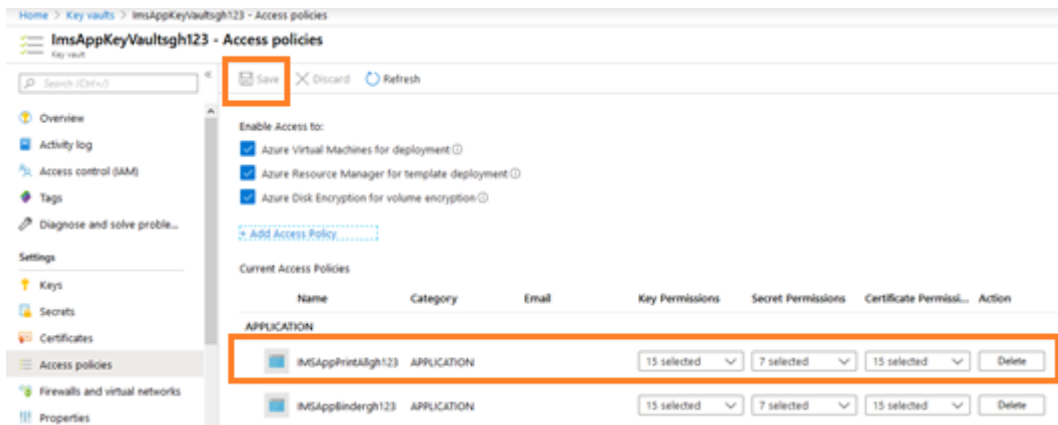 Home > Key vaults > ImsAppKeyVaultsgh123 - Access policies
ImsAppKeyVaultsgh123 - Access policies
Key vault
Search (Ctrl+/)
«
Save
Discard
Refresh
Overview
Activity log
Access control (IAM)
Tags
Diagnose and solve proble...
Settings
Keys
Secrets
Certificates
Access policies
Firewalls and virtual networks
Properties
Enable Access to:
Azure Virtual Machines for deployment
Azure Resource Manager for template deployment
Azure Disk Encryption for volume encryption
+ Add Access Policy
Current Access Policies
Name Category Email Key Permissions Secret Permissions Certificate Permissi... Action
APPLICATION
IMSAppPrintAllgh123 APPLICATION 15 selected 7 selected 15 selected Delete
IMSAppBindergh123 APPLICATION 15 selected 7 selected 15 selected Delete